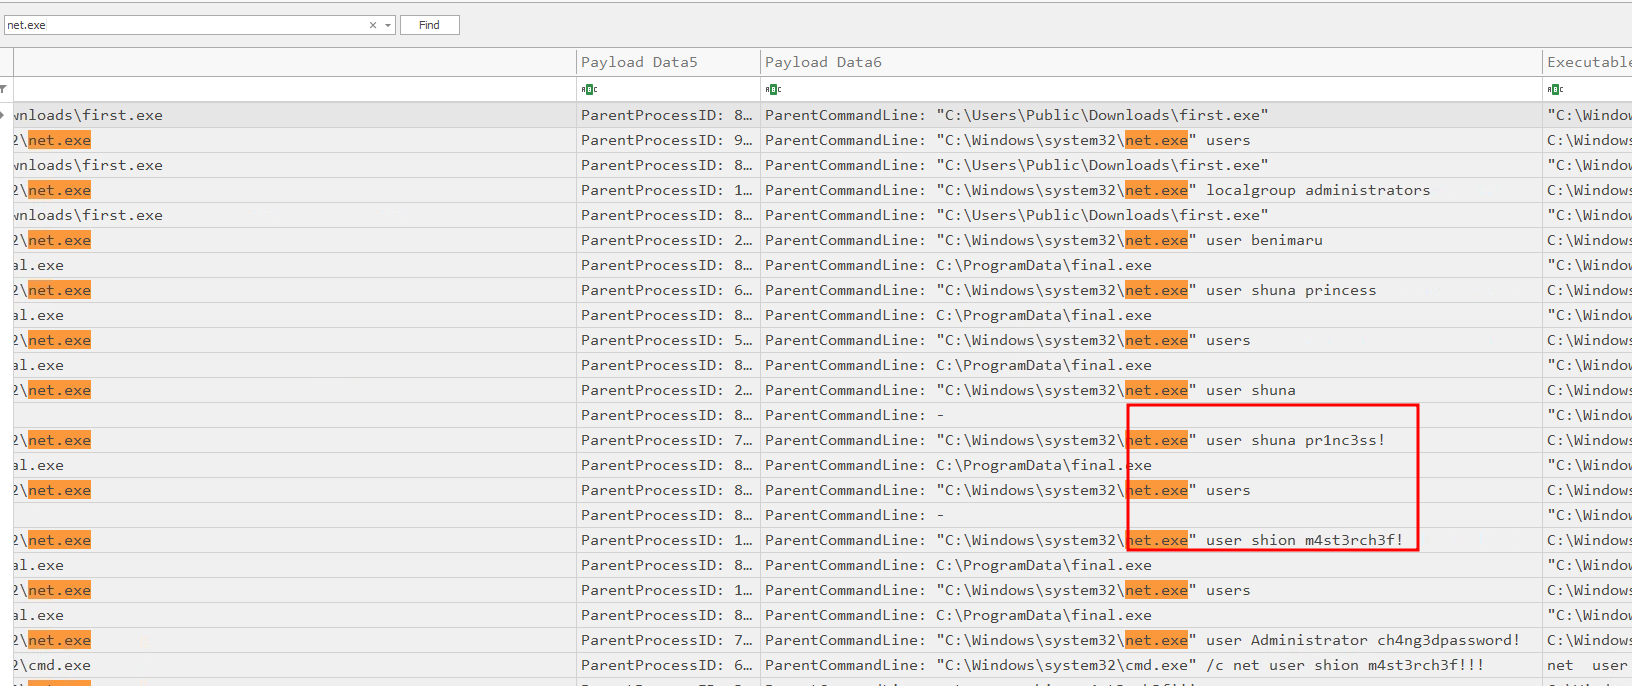 net.exe × Find
Payload Data5 Payload Data6 Executable
wnloads\first.exe ParentProcessID: 8… ParentCommandLine: "C:\Users\Public\Downloads\first.exe" "C:\Window
2\net.exe ParentProcessID: 9… ParentCommandLine: "C:\Windows\system32\net.exe" users C:\Windows
wnloads\first.exe ParentProcessID: 8… ParentCommandLine: "C:\Users\Public\Downloads\first.exe" "C:\Window
2\net.exe ParentProcessID: 1… ParentCommandLine: "C:\Windows\system32\net.exe" localgroup administrators C:\Windows
wnloads\first.exe ParentProcessID: 8… ParentCommandLine: "C:\Users\Public\Downloads\first.exe" "C:\Window
2\net.exe ParentProcessID: 2… ParentCommandLine: "C:\Windows\system32\net.exe" user benimaru C:\Windows
al.exe ParentProcessID: 8… ParentCommandLine: C:\ProgramData\final.exe "C:\Window
2\net.exe ParentProcessID: 6… ParentCommandLine: "C:\Windows\system32\net.exe" user shuna princess C:\Windows
al.exe ParentProcessID: 8… ParentCommandLine: C:\ProgramData\final.exe "C:\Window
2\net.exe ParentProcessID: 5… ParentCommandLine: "C:\Windows\system32\net.exe" users C:\Windows
al.exe ParentProcessID: 8… ParentCommandLine: C:\ProgramData\final.exe "C:\Window
2\net.exe ParentProcessID: 2… ParentCommandLine: "C:\Windows\system32\net.exe" user shuna C:\Windows
ParentProcessID: 8… ParentCommandLine: - "C:\Window
2\net.exe ParentProcessID: 7… ParentCommandLine: "C:\Windows\system32\net.exe" user shuna pr1nc3ss! C:\Windows
al.exe ParentProcessID: 8… ParentCommandLine: C:\ProgramData\final.exe "C:\Window
2\net.exe ParentProcessID: 8… ParentCommandLine: "C:\Windows\system32\net.exe" users C:\Windows
ParentProcessID: 8… ParentCommandLine: - "C:\Window
2\net.exe ParentProcessID: 1… ParentCommandLine: "C:\Windows\system32\net.exe" user shion m4st3rch3f! C:\Windows
al.exe ParentProcessID: 8… ParentCommandLine: C:\ProgramData\final.exe "C:\Window
2\net.exe ParentProcessID: 1… ParentCommandLine: "C:\Windows\system32\net.exe" users C:\Windows
al.exe ParentProcessID: 8… ParentCommandLine: C:\ProgramData\final.exe "C:\Window
2\net.exe ParentProcessID: 7… ParentCommandLine: "C:\Windows\system32\net.exe" user Administrator ch4ng3dpassword! C:\Windows
2\cmd.exe ParentProcessID: 6… ParentCommandLine: "C:\Windows\system32\cmd.exe" /c net user shion m4st3rch3f!!! net  user